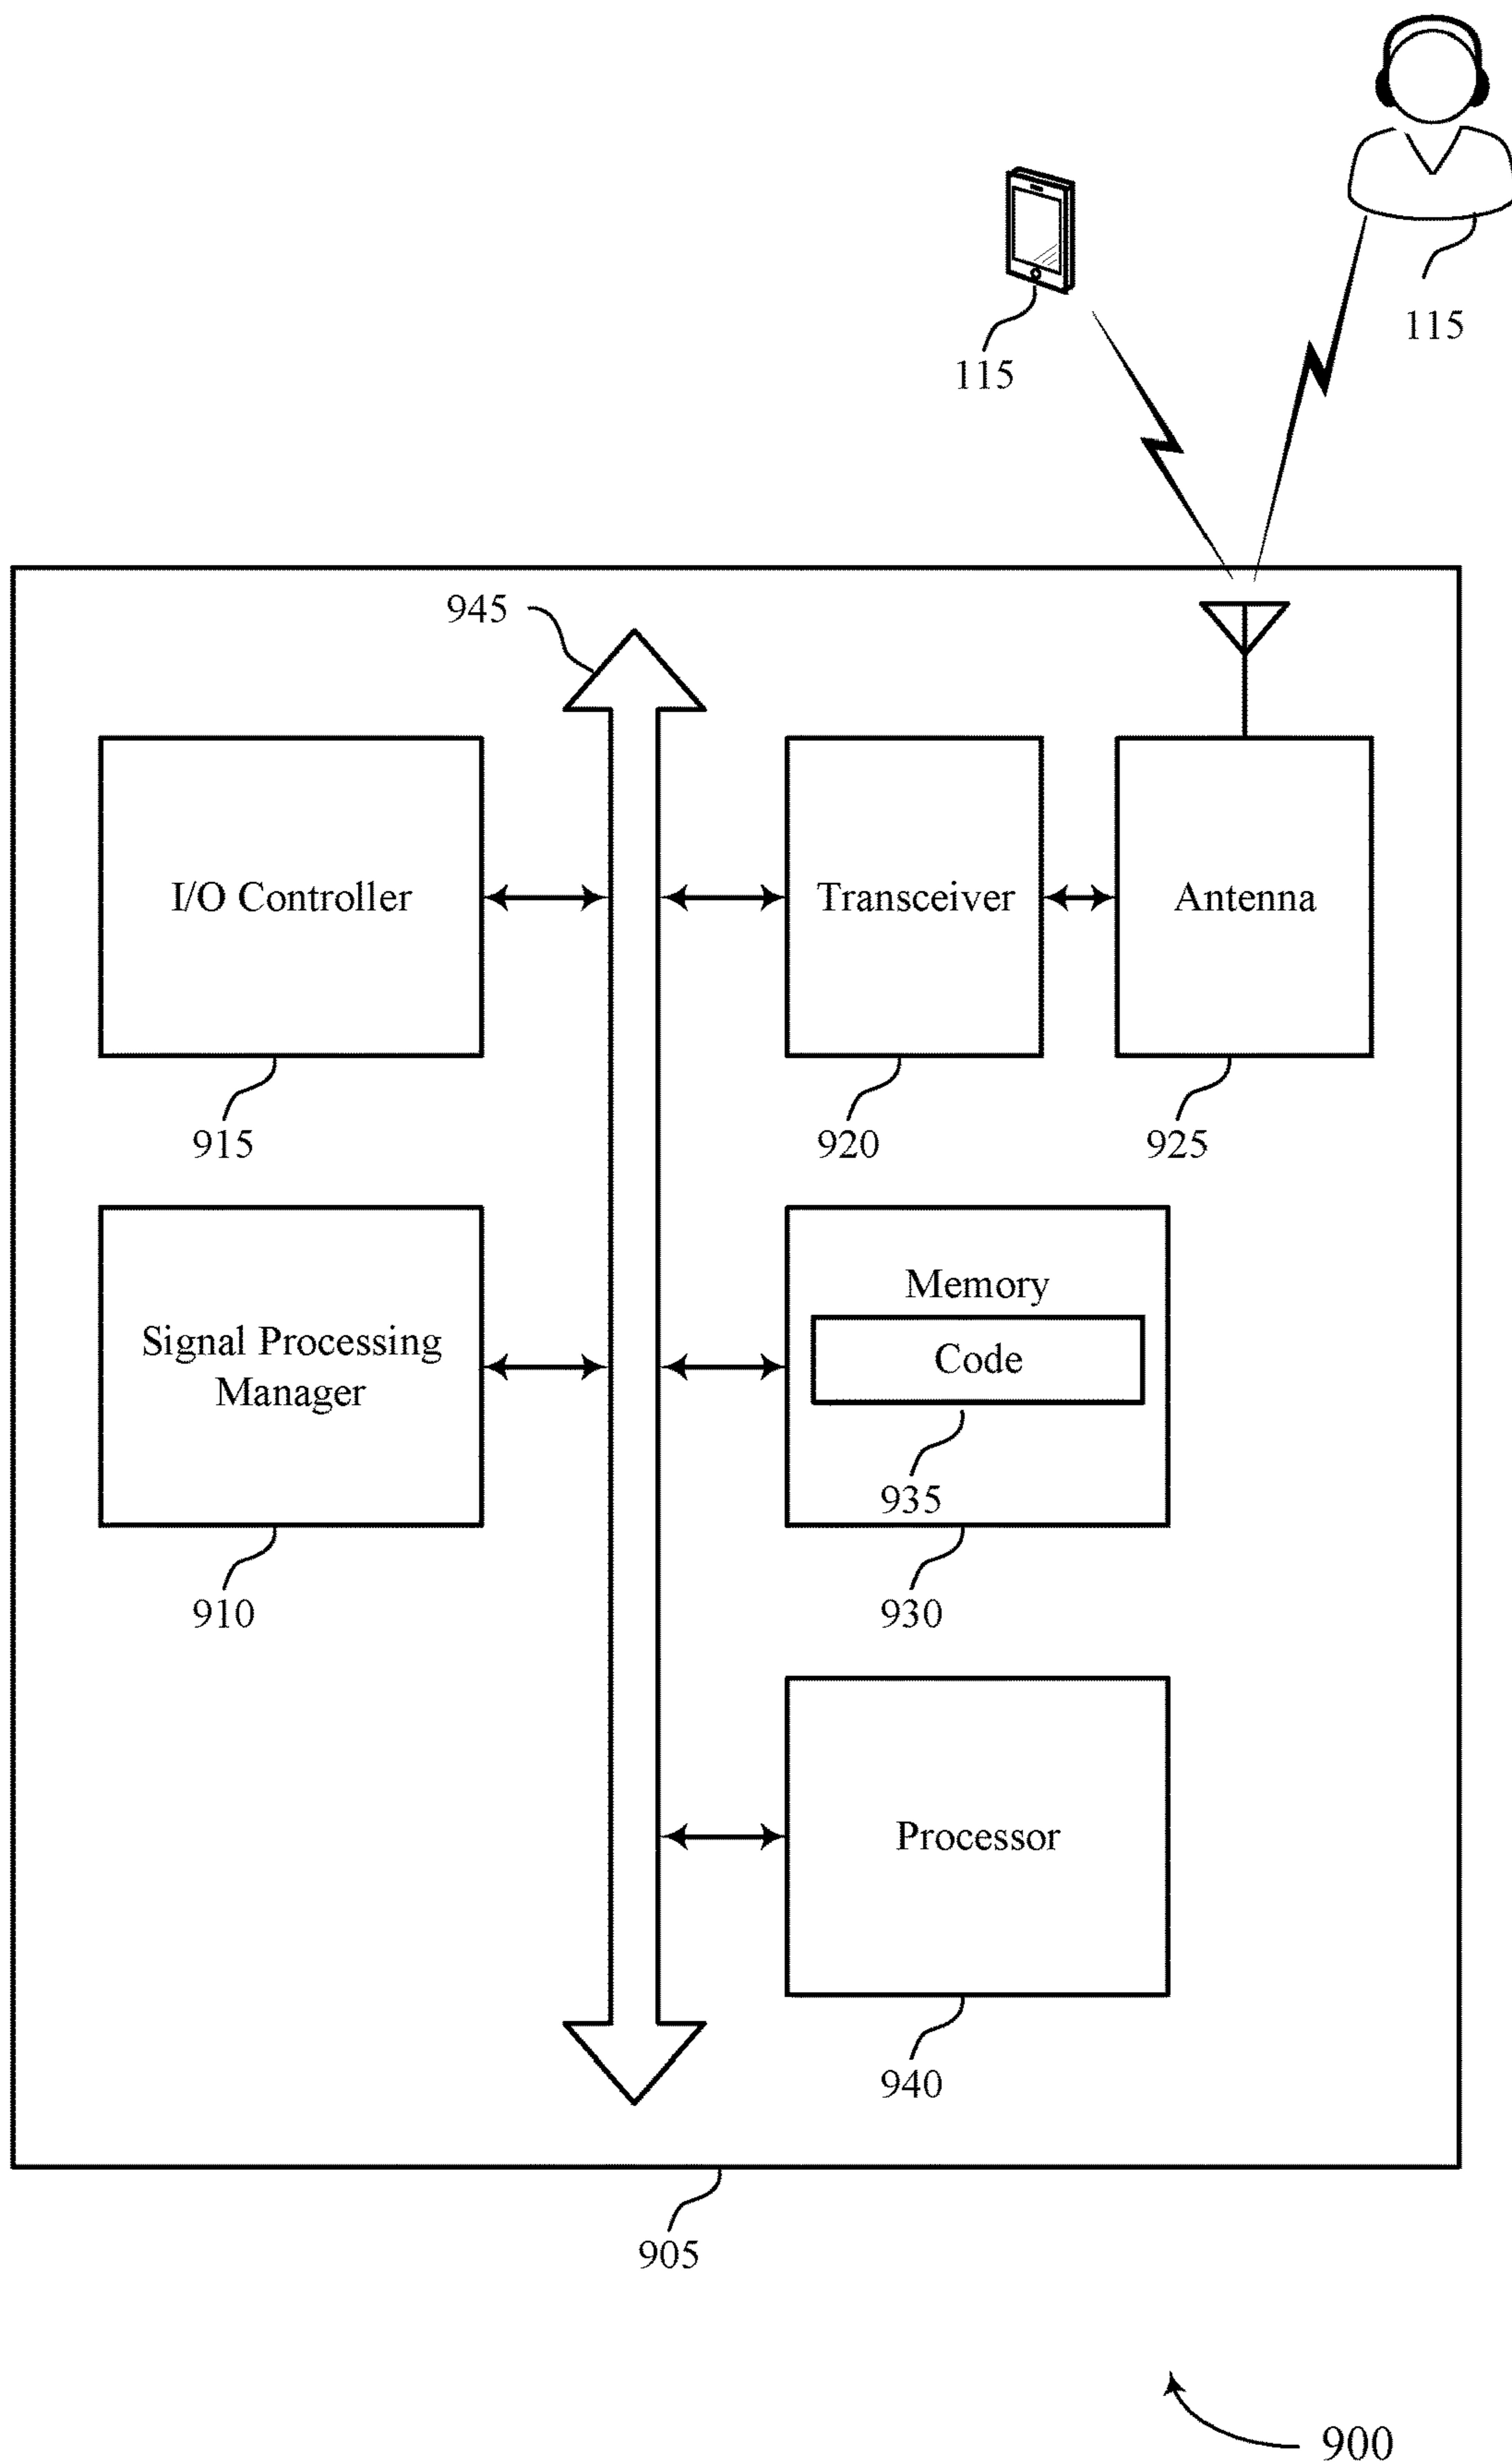 115
115
945
I/O Controller
Transceiver
Antenna
915
920
925
Signal Processing
Manager
Memory
Code
935
910
930
Processor
940
905
900